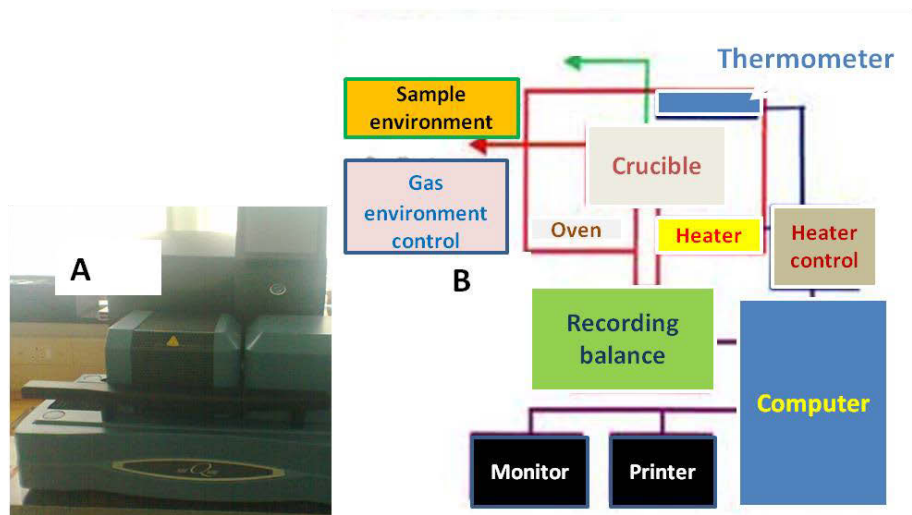 Thermometer
Sample
environment
Crucible
Gas
environment
control
Oven
Heater
Heater
control
A
B
Recording
balance
Computer
Monitor
Printer
Q